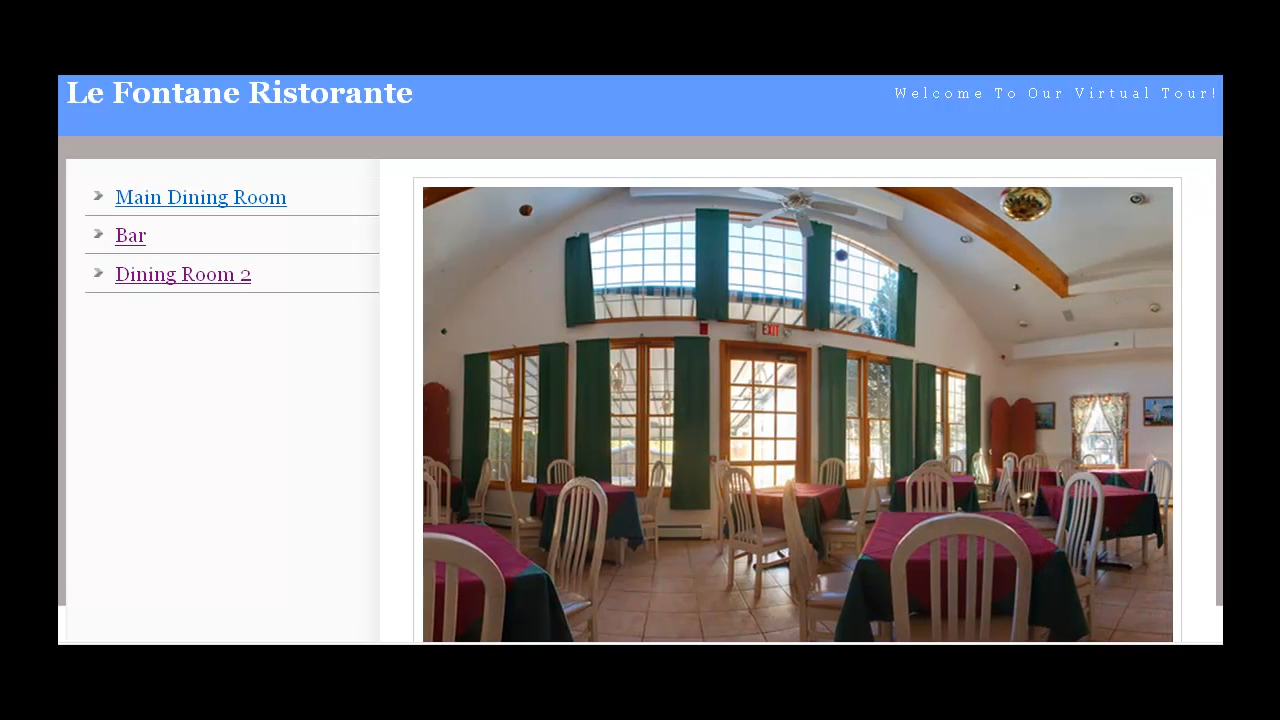 Le Fontane Ristorante
Welcome To Our Virtual Tour!
Main Dining Room
Bar
Dining Room 2
EXIT